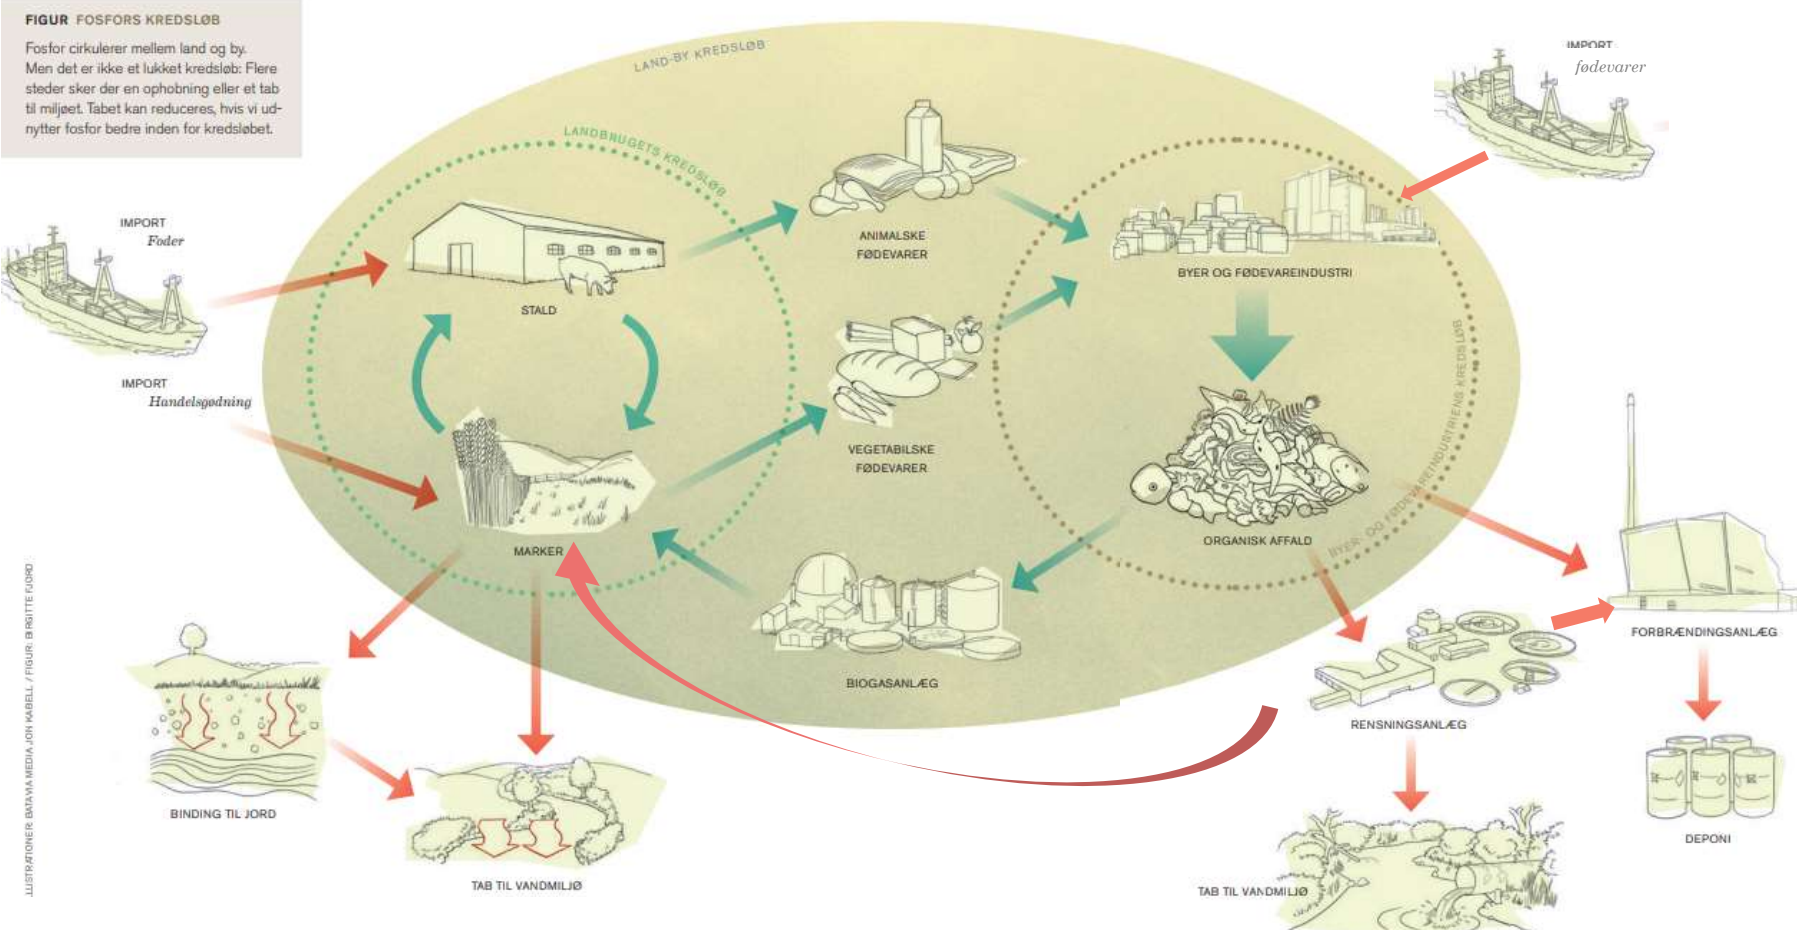 FIGUR FOSFORS KREDSLØB
Fosfor cirkulerer mellem land og by.
Men det er ikke et lukket kredsløb: Flere
steder sker der en ophobning eller et tab
til miljøet. Tabet kan reduceres, hvis vi ud-
nytter fosfor bedre inden for kredsløbet.
LAND-BY KREDSLØB
IMPORT
fødevarer
LANDBRUGETS KREDSLØB
IMPORT
Foder
ANIMALSKE
FØDEVARER
BYER OG FØDEVAREINDUSTRI
STALD
IMPORT
Handelsgødning
VEGETABILSKE
FØDEVARER
BYER- OG FØDEVAREINDUSTRIENS KREDSLØB
MARKER
ORGANISK AFFALD
FORBRÆNDINGSANLÆG
BIOGASANLÆG
RENSNINGSANLÆG
BINDING TIL JORD
DEPONI
TAB TIL VANDMILJØ
TAB TIL VANDMILJØ
ILLUSTRATIONER: BATAVIA MEDIA JON KABELL / FIGUR: BIRGITTE FJORD